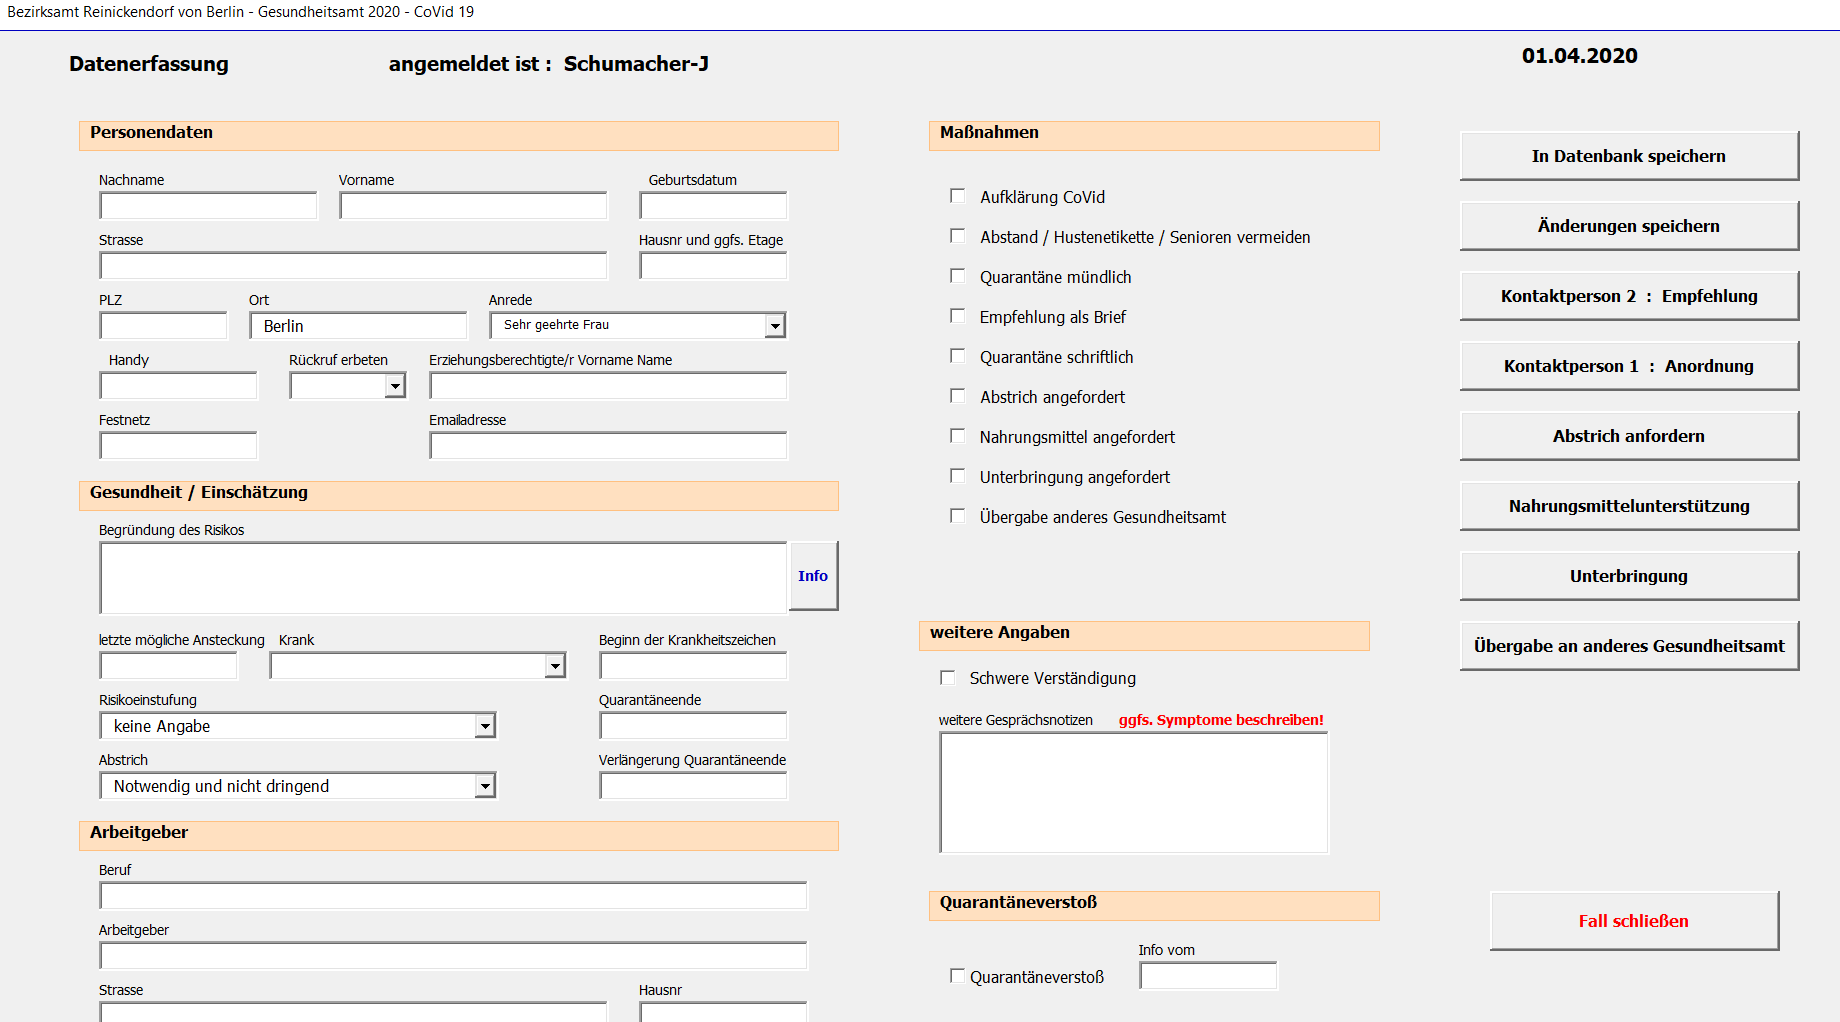 Bezirksamt Reinickendorf von Berlin - Gesundheitsamt 2020 - CoVid 19
Datenerfassung
angemeldet ist : Schumacher-J
01.04.2020
Personendaten
Nachname
Vorname
Geburtsdatum
Strasse
Hausnr und ggfs. Etage
PLZ
Ort
Anrede
Berlin
Sehr geehrte Frau
Handy
Rückruf erbeten
Erziehungsberechtigte/r Vorname Name
Festnetz
Emailadresse
Gesundheit / Einschätzung
Begründung des Risikos
Info
letzte mögliche Ansteckung
Krank
Beginn der Krankheitszeichen
Risikoeinstufung
Quarantäneende
keine Angabe
Abstrich
Verlängerung Quarantäneende
Notwendig und nicht dringend
Arbeitgeber
Beruf
Arbeitgeber
Strasse
Hausnr
Maßnahmen
Aufklärung CoVid
Abstand / Hustenetikette / Senioren vermeiden
Quarantäne mündlich
Empfehlung als Brief
Quarantäne schriftlich
Abstrich angefordert
Nahrungsmittel angefordert
Unterbringung angefordert
Übergabe anderes Gesundheitsamt
weitere Angaben
Schwere Verständigung
weitere Gesprächsnotizen
ggfs. Symptome beschreiben!
Quarantäneverstoß
Info vom
Quarantäneverstoß
In Datenbank speichern
Änderungen speichern
Kontaktperson 2 : Empfehlung
Kontaktperson 1 : Anordnung
Abstrich anfordern
Nahrungsmittelunterstützung
Unterbringung
Übergabe an anderes Gesundheitsamt
Fall schließen